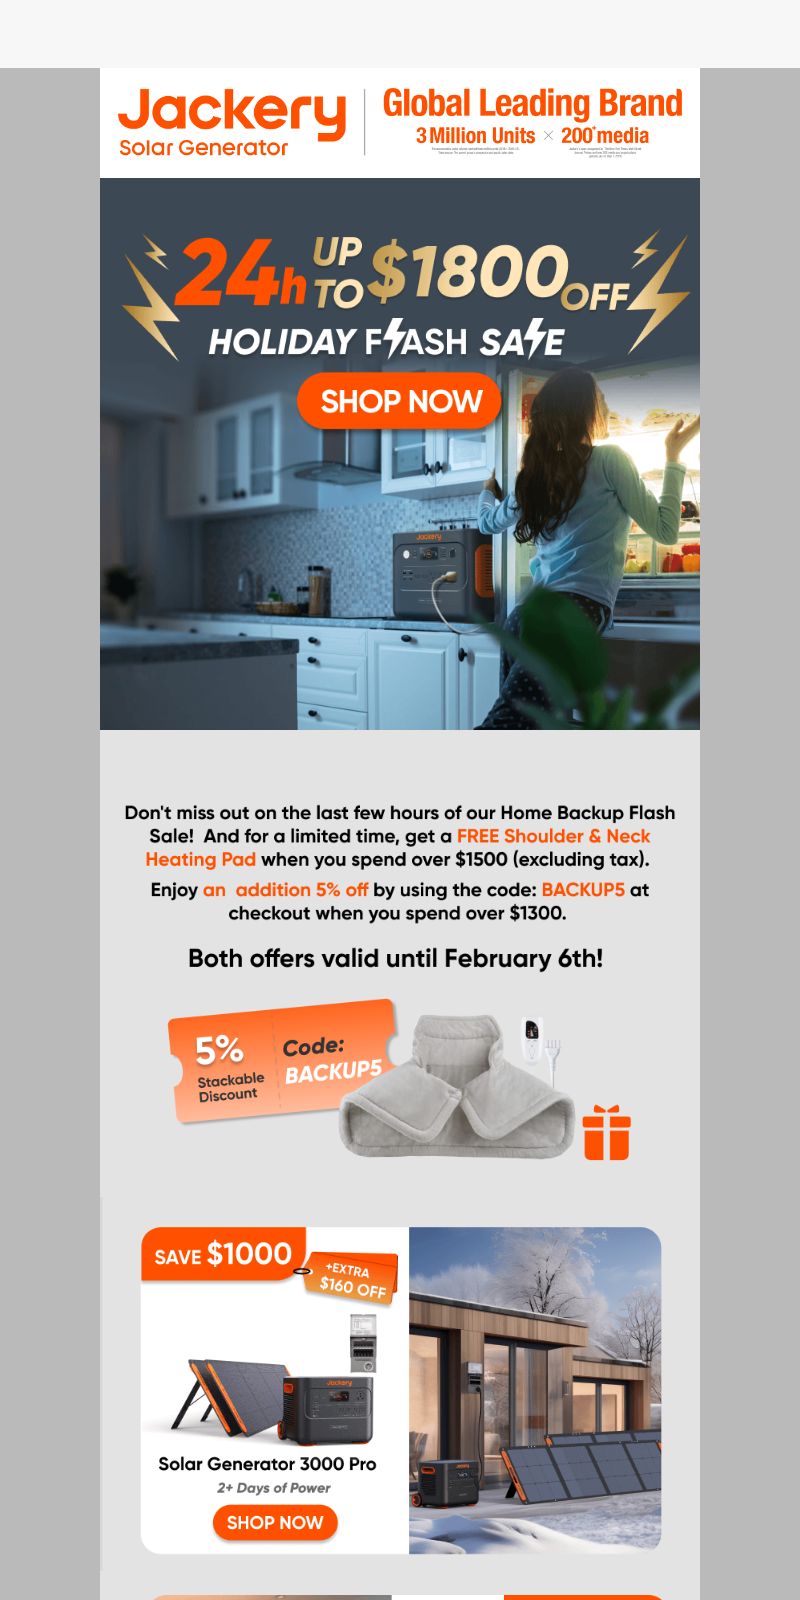 Jackery
Solar Generator
Global Leading Brand
3 Million Units × 200+media
24h UP TO $1800 OFF
HOLIDAY FLASH SALE
SHOP NOW
Jackery
Don't miss out on the last few hours of our Home Backup Flash
Sale!  And for a limited time, get a FREE Shoulder & Neck
Heating Pad when you spend over $1500 (excluding tax).
Enjoy an  addition 5% off by using the code: BACKUP5 at
checkout when you spend over $1300.
Both offers valid until February 6th!
5%
Stackable
Discount
Code:
BACKUP5
SAVE $1000
+EXTRA
$160 OFF
Jackery
Solar Generator 3000 Pro
2+ Days of Power
SHOP NOW
Jackery